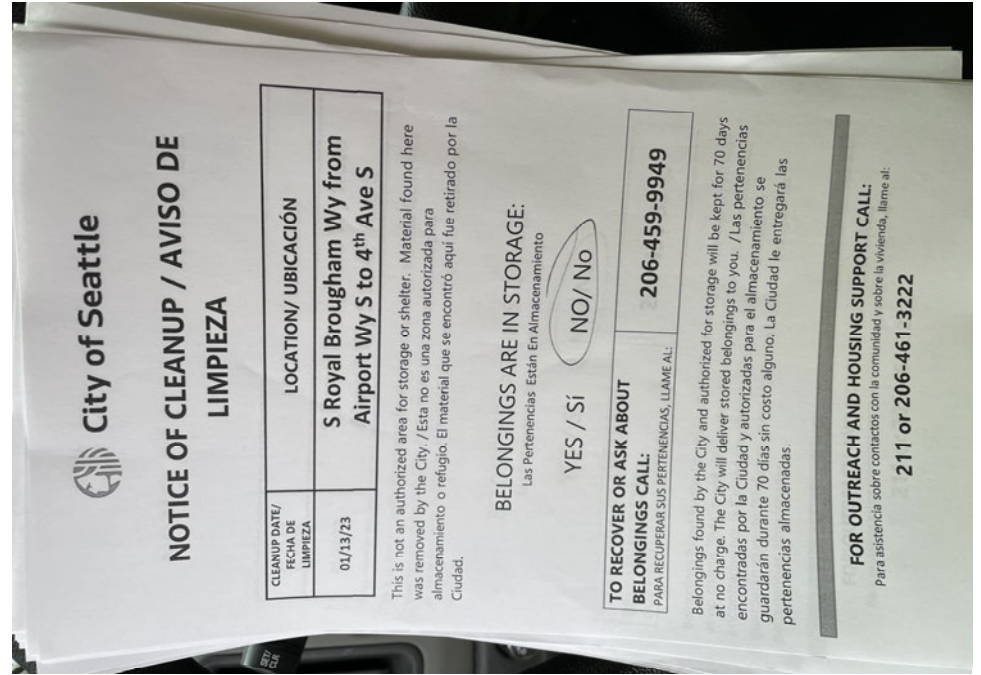 City of Seattle
NOTICE OF CLEANUP / AVISO DE
LIMPIEZA
CLEANUP DATE/
FECHA DE
LIMPIEZA
LOCATION/ UBICACIÓN
01/13/23
S Royal Brougham Wy from
Airport Wy S to 4th Ave S
This is not an authorized area for storage or shelter. Material found here
was removed by the City. / Esta no es una zona autorizada para
almacenamiento o refugio. El material que se encontró aquí fue retirado por la
Ciudad.
BELONGINGS ARE IN STORAGE:
Las Pertenencias Están En Almacenamiento
YES / Sí NO/ No
TO RECOVER OR ASK ABOUT
BELONGINGS CALL:
PARA RECUPERAR SUS PERTENENCIAS, LLAME AL:
206-459-9949
Belongings found by the City and authorized for storage will be kept for 70 days
at no charge. The City will deliver stored belongings to you. / Las pertenencias
encontradas por la Ciudad y autorizadas para el almacenamiento se
guardarán durante 70 días sin costo alguno. La Ciudad le entregará las
pertenencias almacenadas.
FOR OUTREACH AND HOUSING SUPPORT CALL:
Para asistencia sobre contactos con la comunidad y sobre la vivienda, llame al:
211 or 206-461-3222
SET/
CLR